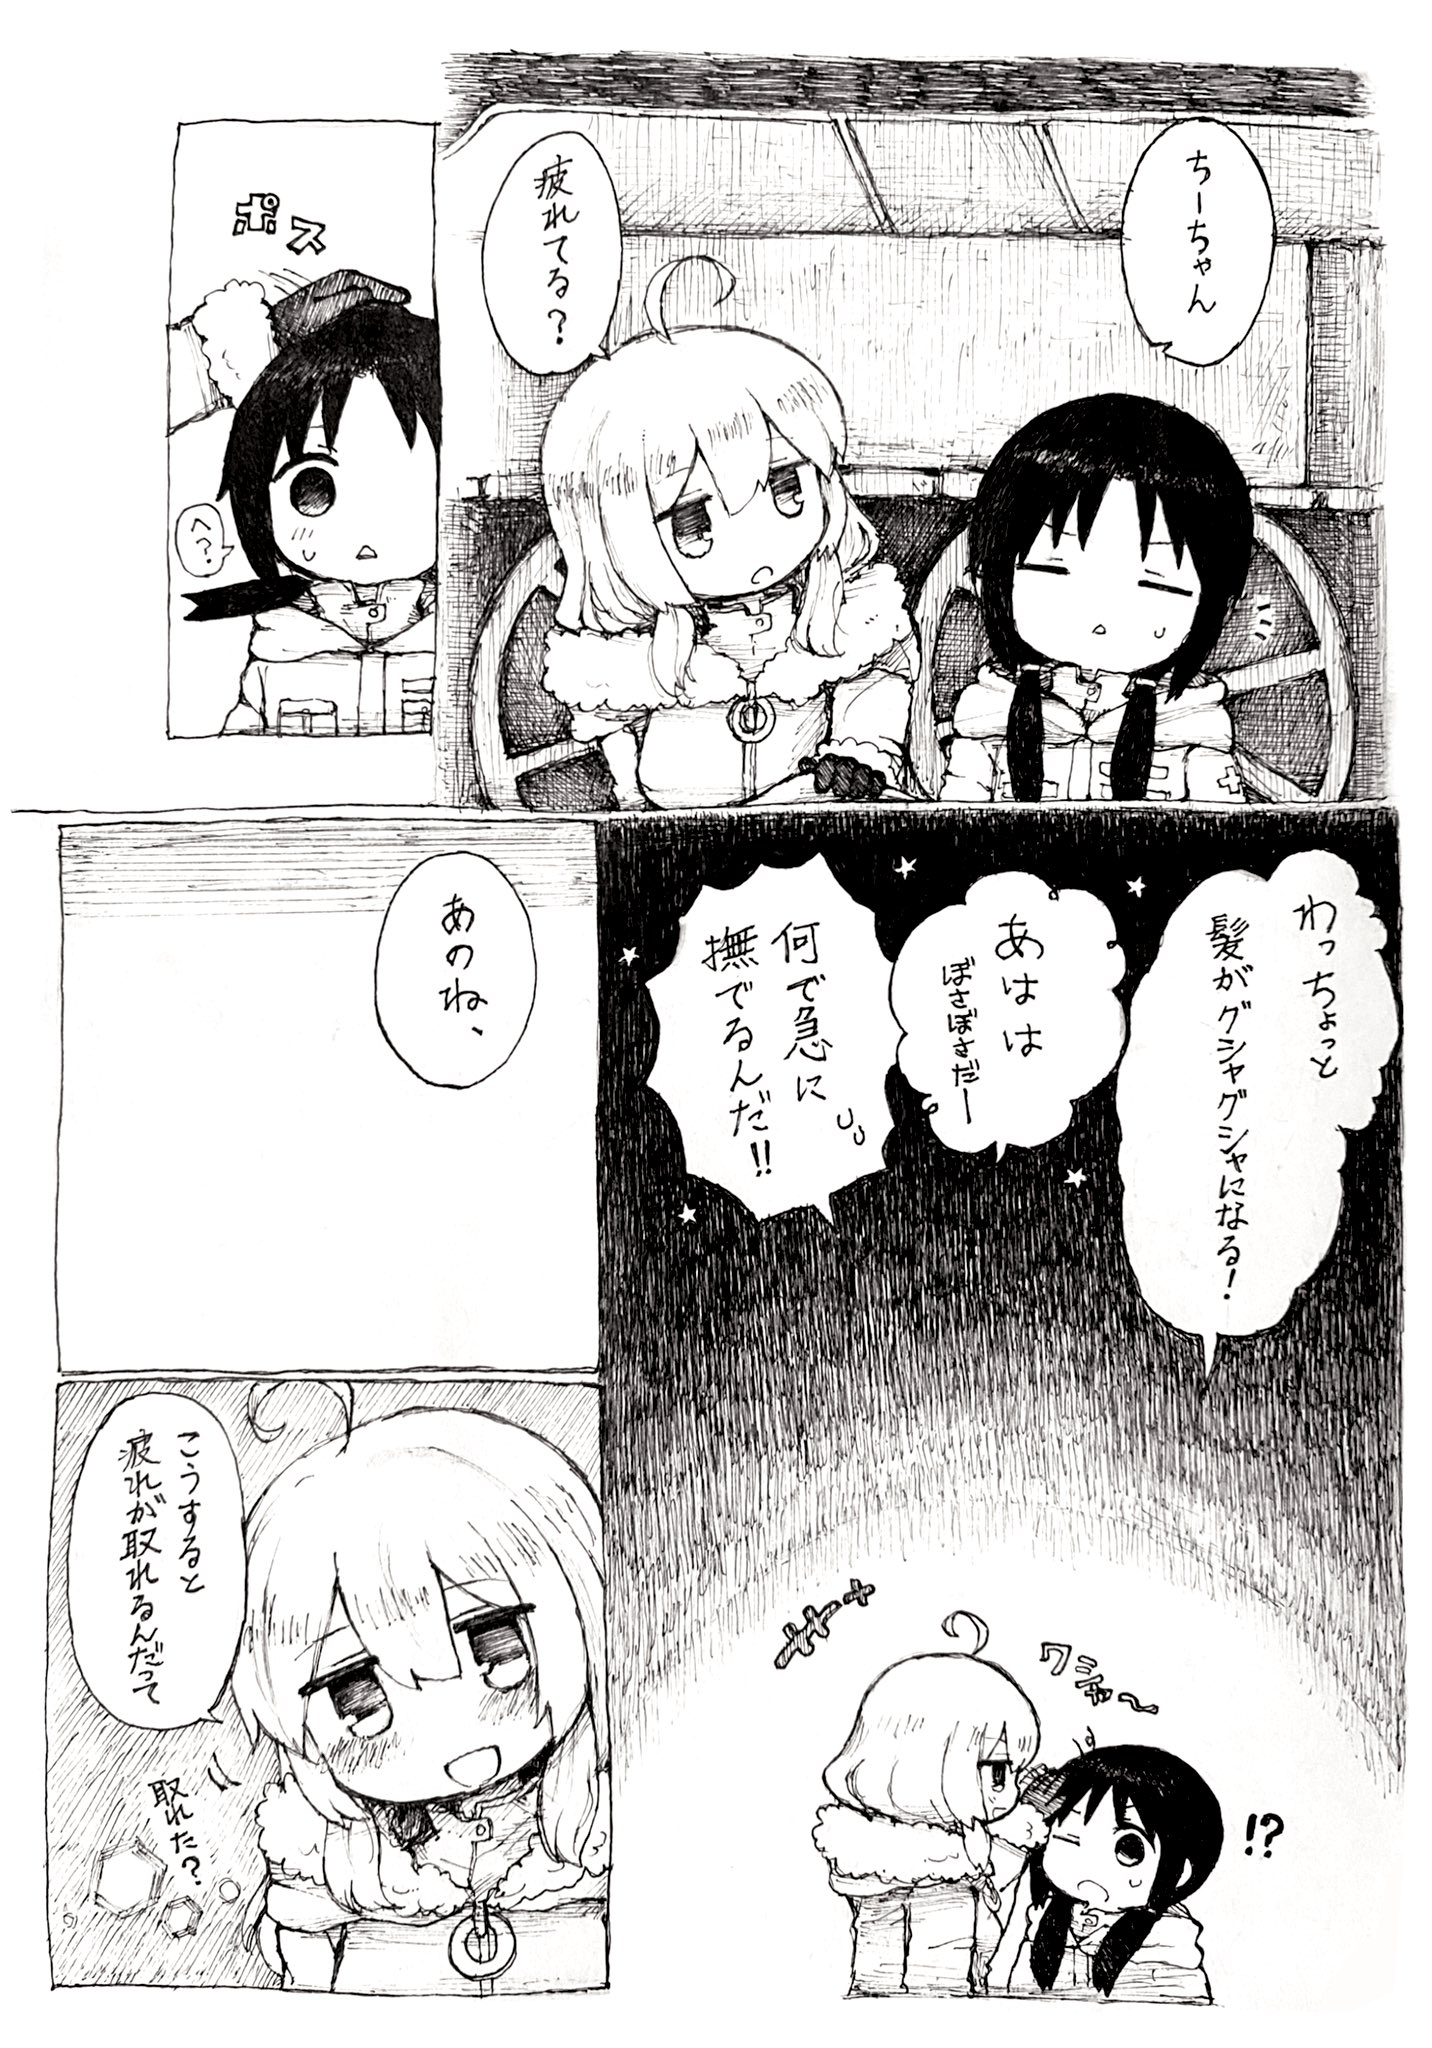 ちーちゃん
疲れてる?
ポス
へ?
わっちょっと
髪がグシャグシャになる!
あはは
ぼさぼさだー
何で急に
撫でるんだ!!
ワシャ〜
!?
あのね、
こうすると
疲れが取れるんだって
取れた?